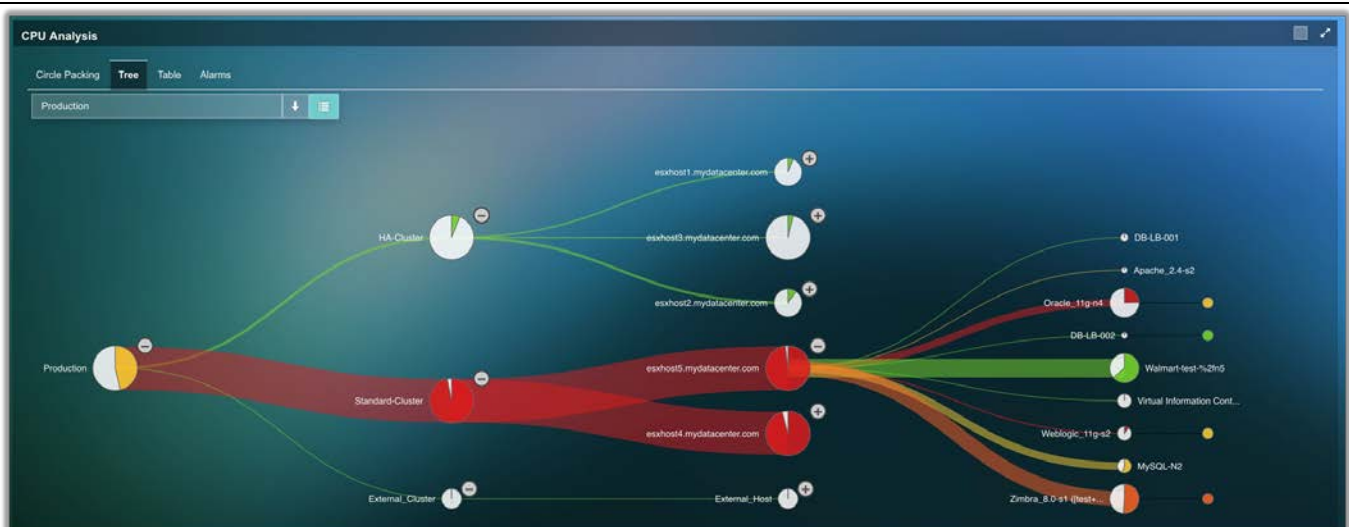 CPU Analysis
Circle Packing Tree Table Alarms
Production
esxhost1.mydatacenter.com
HA-Cluster esxhost3.mydatacenter.com DB-LB-001
Apache_2.4-s2
esxhost2.mydatacenter.com Oracle_11g-n4
DB-LB-002
Production esxhost5.mydatacenter.com Walmart-test-%2fn5
Standard-Cluster Virtual Information Cont...
esxhost4.mydatacenter.com Weblogic_11g-s2
MySQL-N2
External_Cluster External_Host Zimbra_8.0-s1 ([test+...